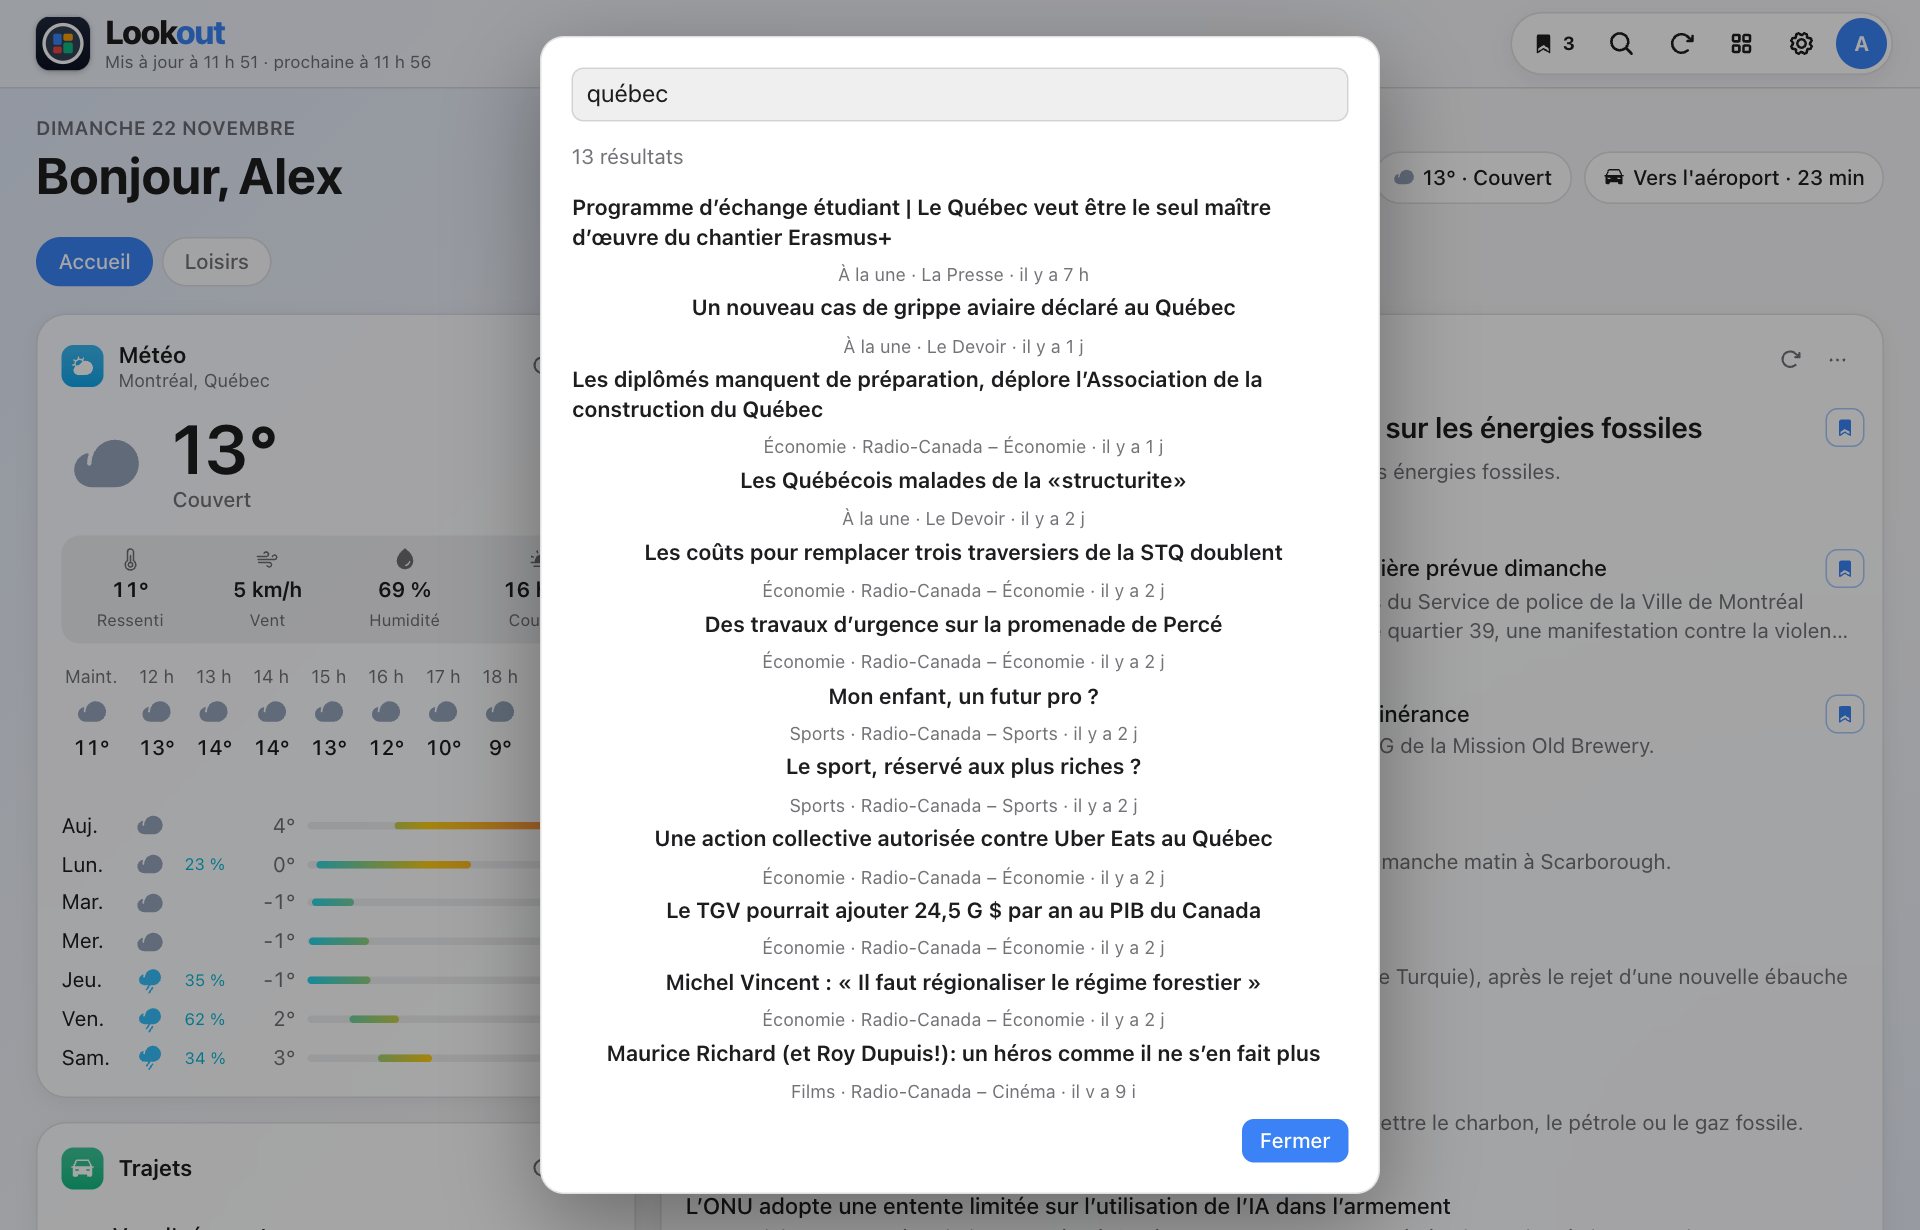 Lookout
Mis à jour à 11 h 51 · prochaine à 11 h 56
3
A
DIMANCHE 22 NOVEMBRE
Bonjour, Alex
13° · Couvert
Vers l'aéroport · 23 min
Accueil
Loisirs
Météo
Montréal, Québec
13°
Couvert
11°
5 km/h
69 %
16
Ressenti
Vent
Humidité
Maint.
12 h
13 h
14 h
15 h
16 h
17 h
18 h
11°
13°
14°
14°
13°
12°
10°
9°
Auj.
4°
Lun.
23 %
0°
Mar.
-1°
Mer.
-1°
Jeu.
35 %
-1°
Ven.
62 %
2°
Sam.
34 %
3°
Trajets
québec
13 résultats
Programme d’échange étudiant | Le Québec veut être le seul maître
d’œuvre du chantier Erasmus+
À la une · La Presse · il y a 7 h
Un nouveau cas de grippe aviaire déclaré au Québec
À la une · Le Devoir · il y a 1 j
Les diplômés manquent de préparation, déplore l’Association de la
construction du Québec
Économie · Radio-Canada – Économie · il y a 1 j
Les Québécois malades de la «structurite»
À la une · Le Devoir · il y a 2 j
Les coûts pour remplacer trois traversiers de la STQ doublent
Économie · Radio-Canada – Économie · il y a 2 j
Des travaux d’urgence sur la promenade de Percé
Économie · Radio-Canada – Économie · il y a 2 j
Mon enfant, un futur pro ?
Sports · Radio-Canada – Sports · il y a 2 j
Le sport, réservé aux plus riches ?
Sports · Radio-Canada – Sports · il y a 2 j
Une action collective autorisée contre Uber Eats au Québec
Économie · Radio-Canada – Économie · il y a 2 j
Le TGV pourrait ajouter 24,5 G $ par an au PIB du Canada
Économie · Radio-Canada – Économie · il y a 2 j
Michel Vincent : « Il faut régionaliser le régime forestier »
Économie · Radio-Canada – Économie · il y a 2 j
Maurice Richard (et Roy Dupuis!): un héros comme il ne s’en fait plus
Films · Radio-Canada – Cinéma · il y a 9 j
Fermer
sur les énergies fossiles
énergies fossiles.
prévue dimanche
du Service de police de la Ville de Montréal
quartier 39, une manifestation contre la violen…
G de la Mission Old Brewery.
matin à Scarborough.
Turquie), après le rejet d’une nouvelle ébauche
le charbon, le pétrole ou le gaz fossile.
L’ONU adopte une entente limitée sur l’utilisation de l’IA dans l’armement